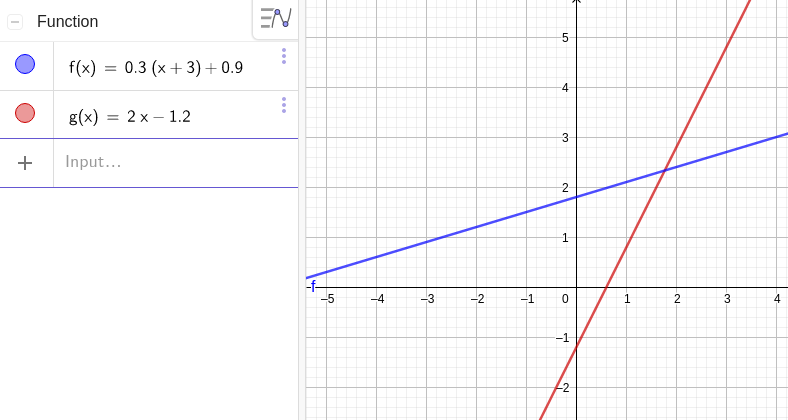 Function
f(x) = 0.3 (x + 3) + 0.9
g(x) = 2 x − 1.2
+ Input...
5
4
3
2
1
f
−5 −4 −3 −2 −1 0 1 2 3 4
−1
−2